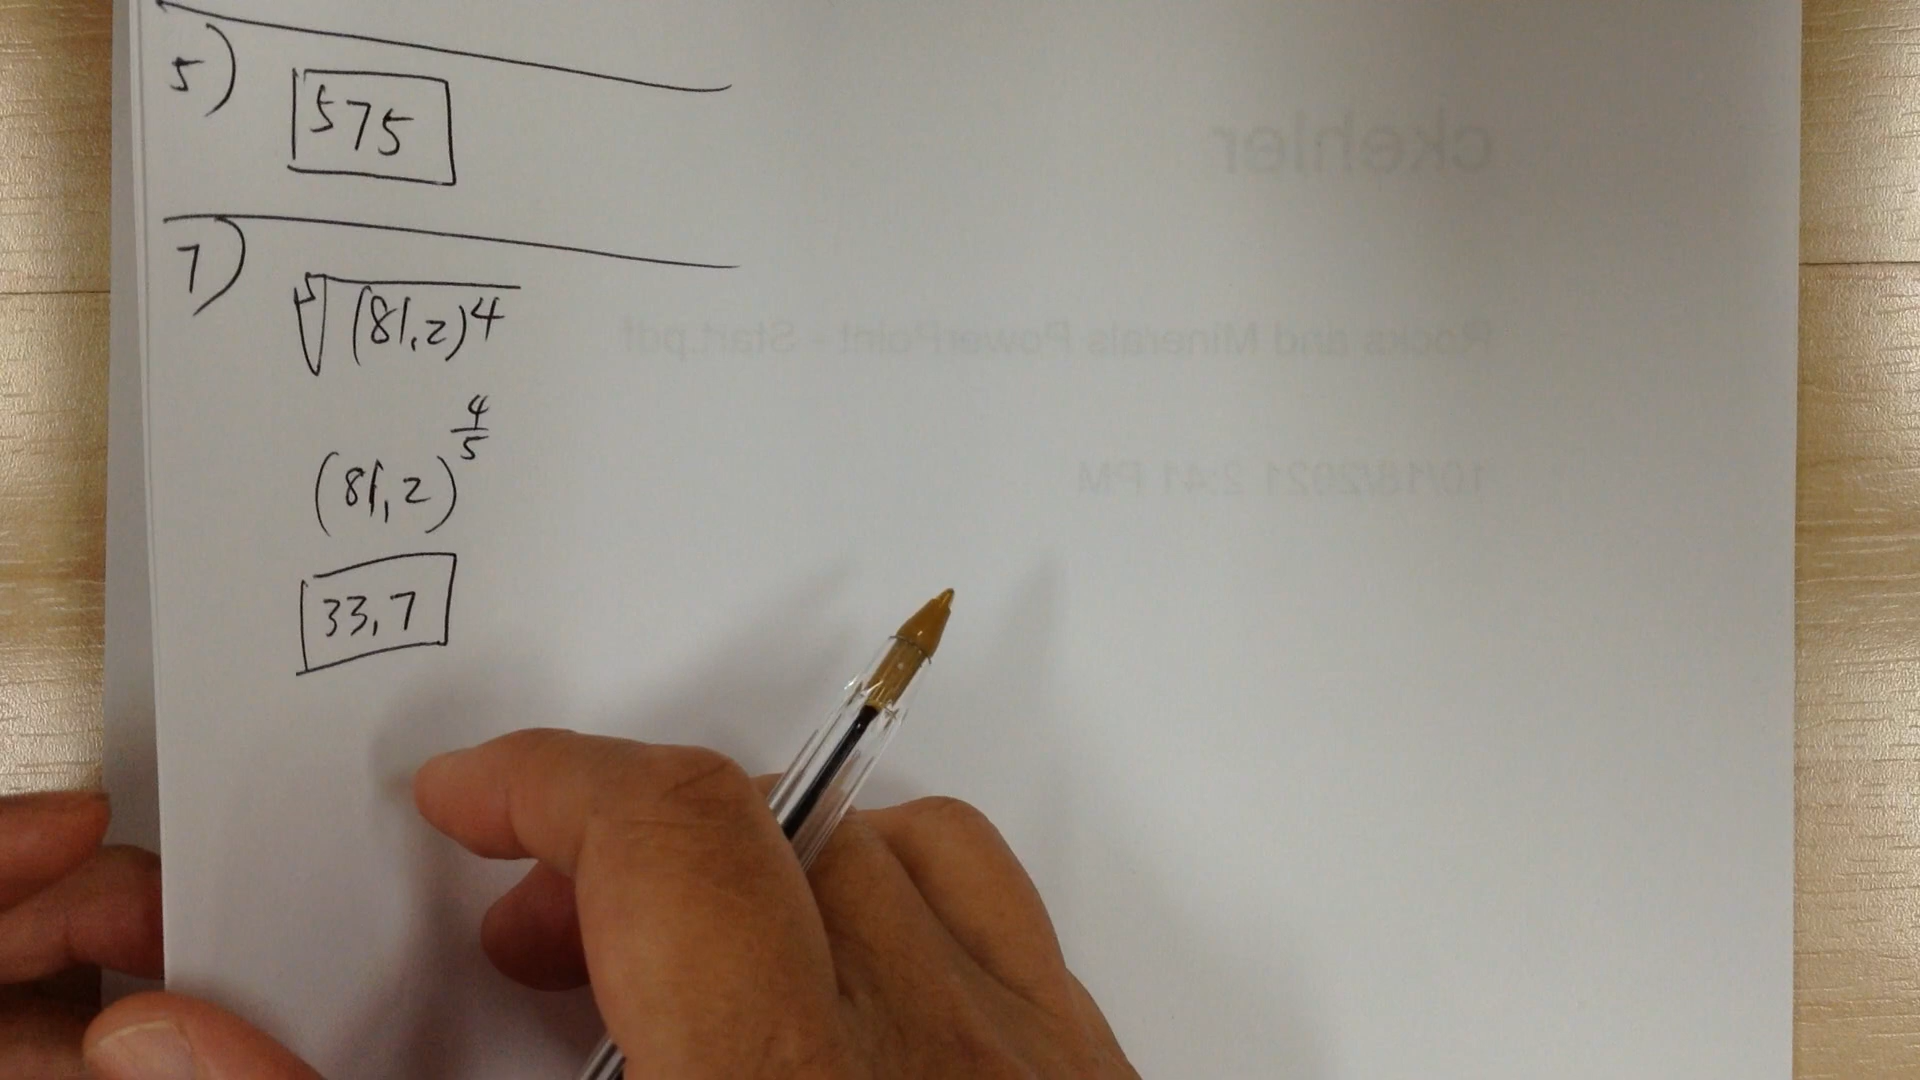 5)
575
7)
⁵√(81,2)⁴
(81,2)^(4/5)
33,7
ckehler
Rocks and Minerals PowerPoint - Start.pdf
10/18/2021 2:41 PM